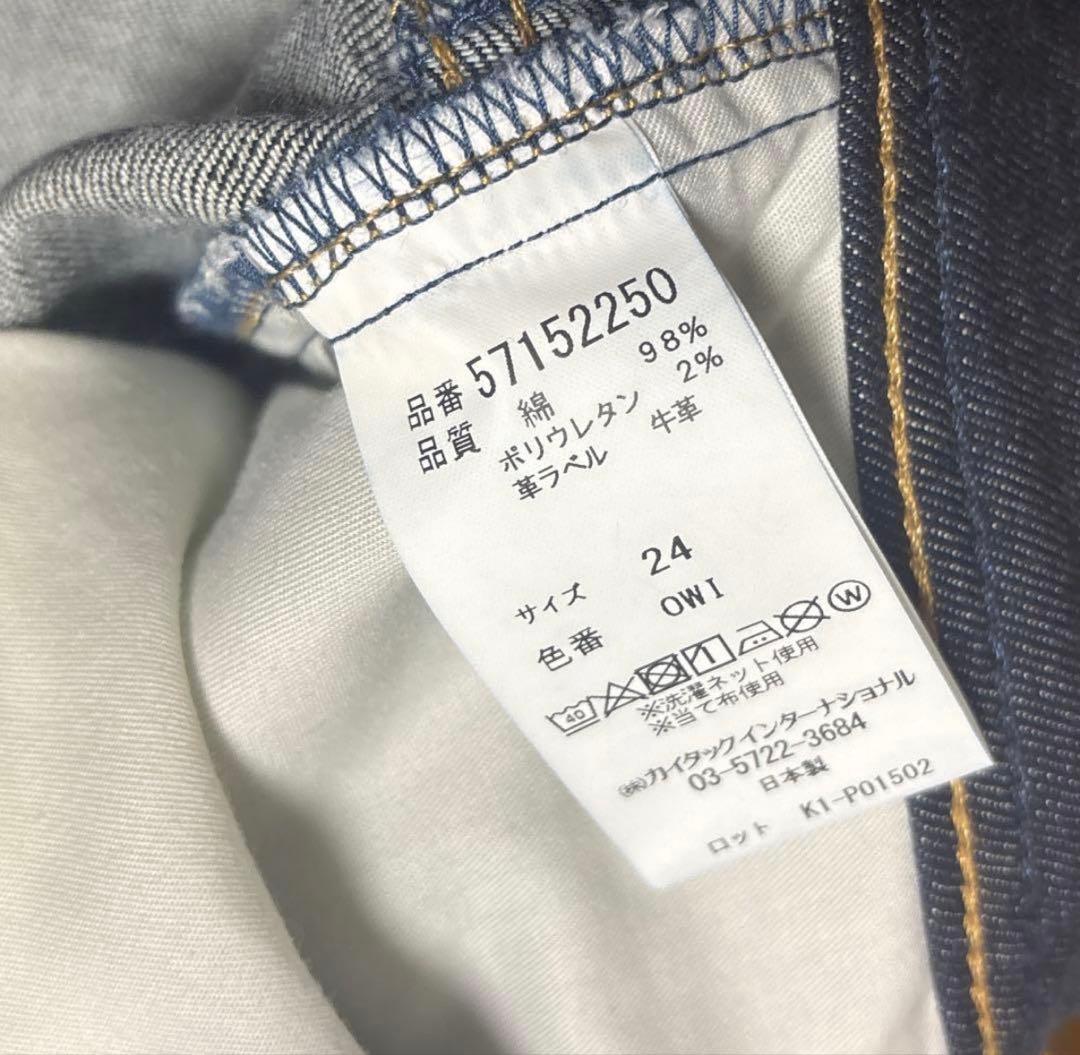 品番 57152250
品質 綿 98%
ポリウレタン 2%
革ラベル 牛革
サイズ 24
色番 OWI
40 1 W
※洗濯ネット使用
※当て布使用
㈱カイタックインターナショナル
03-5722-3684
日本製
ロット K1-P01502